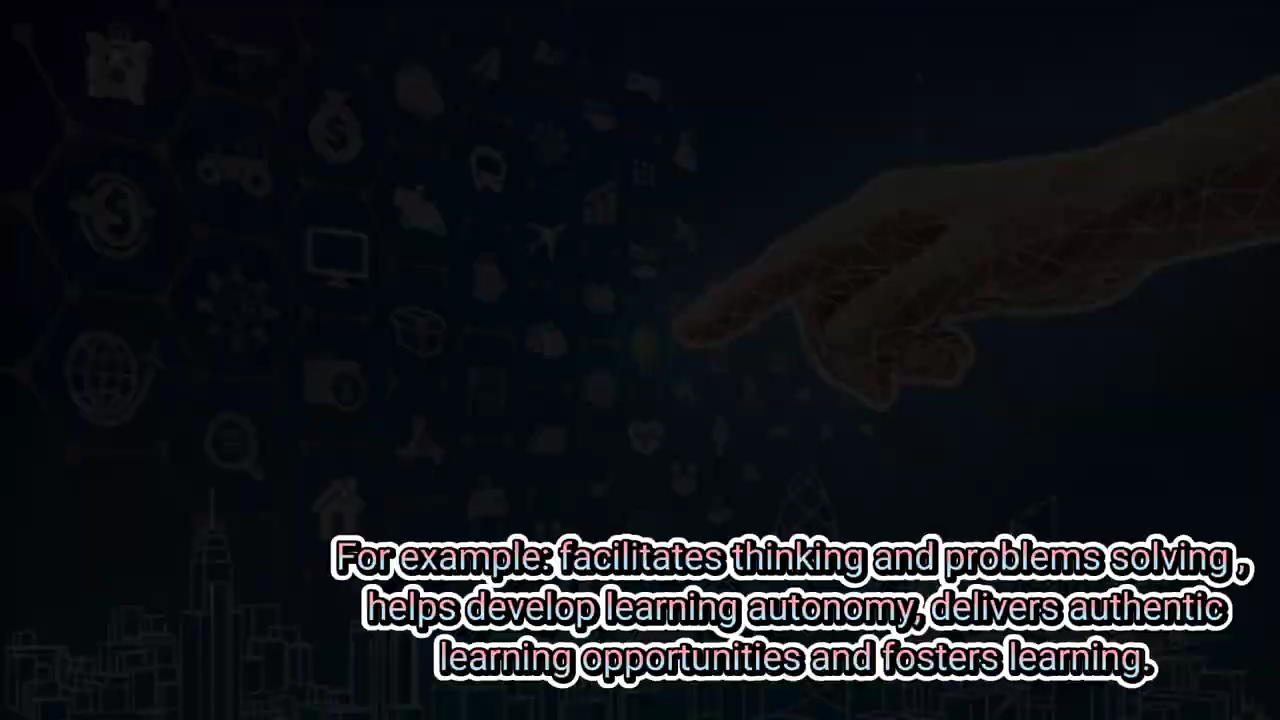 For example: facilitates thinking and problems solving ,
helps develop learning autonomy, delivers authentic
learning opportunities and fosters learning.